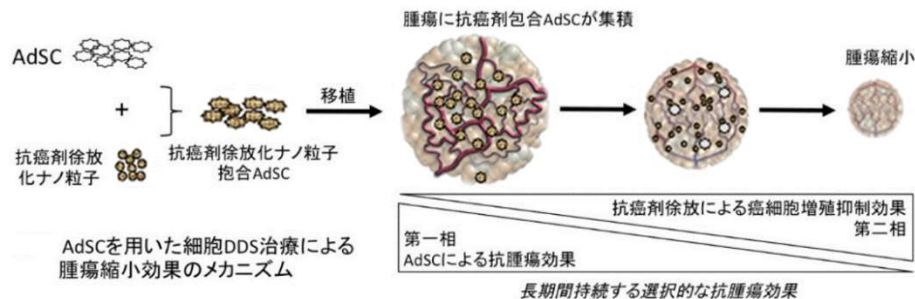 腫瘍に抗癌剤包合AdSCが集積
AdSC
腫瘍縮小
+
移植
抗癌剤徐放
化ナノ粒子
抗癌剤徐放化ナノ粒子
抱合AdSC
抗癌剤徐放による癌細胞増殖抑制効果
第二相
第一相
AdSCによる抗腫瘍効果
AdSCを用いた細胞DDS治療による
腫瘍縮小効果のメカニズム
長期間持続する選択的な抗腫瘍効果